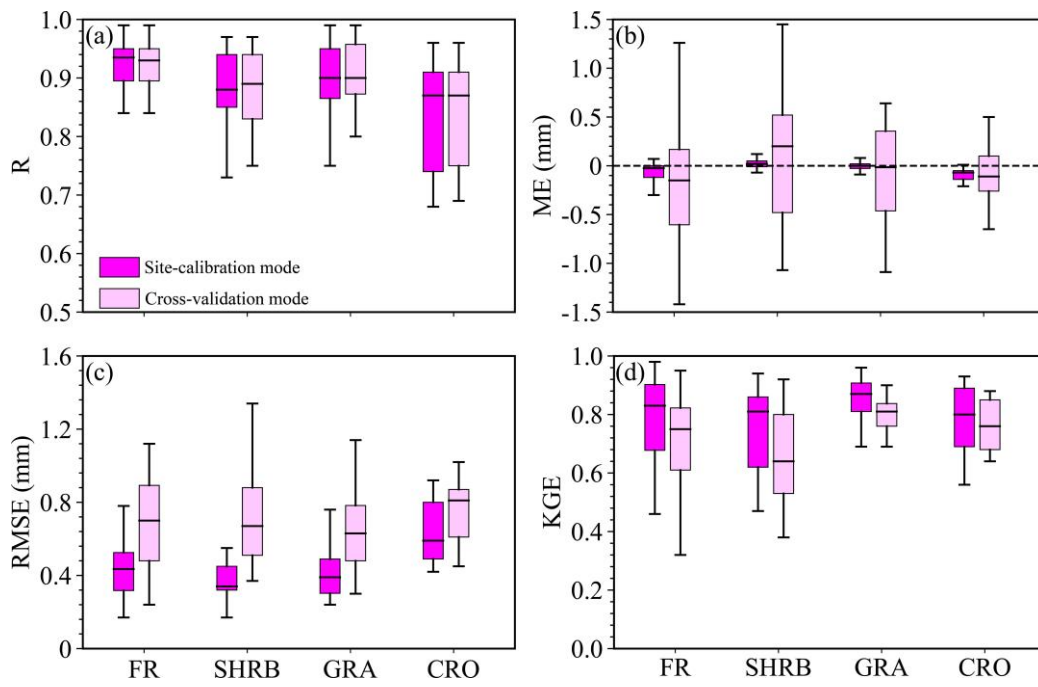 (a)
1.0
0.9
0.8
0.7
0.6
0.5
R
Site-calibration mode
Cross-validation mode
(b)
1.5
1.0
0.5
0
-0.5
-1.0
-1.5
ME (mm)
(c)
1.6
1.2
0.8
0.4
0
RMSE (mm)
FR SHRB GRA CRO
(d)
1.0
0.8
0.6
0.4
0.2
0.0
KGE
FR SHRB GRA CRO